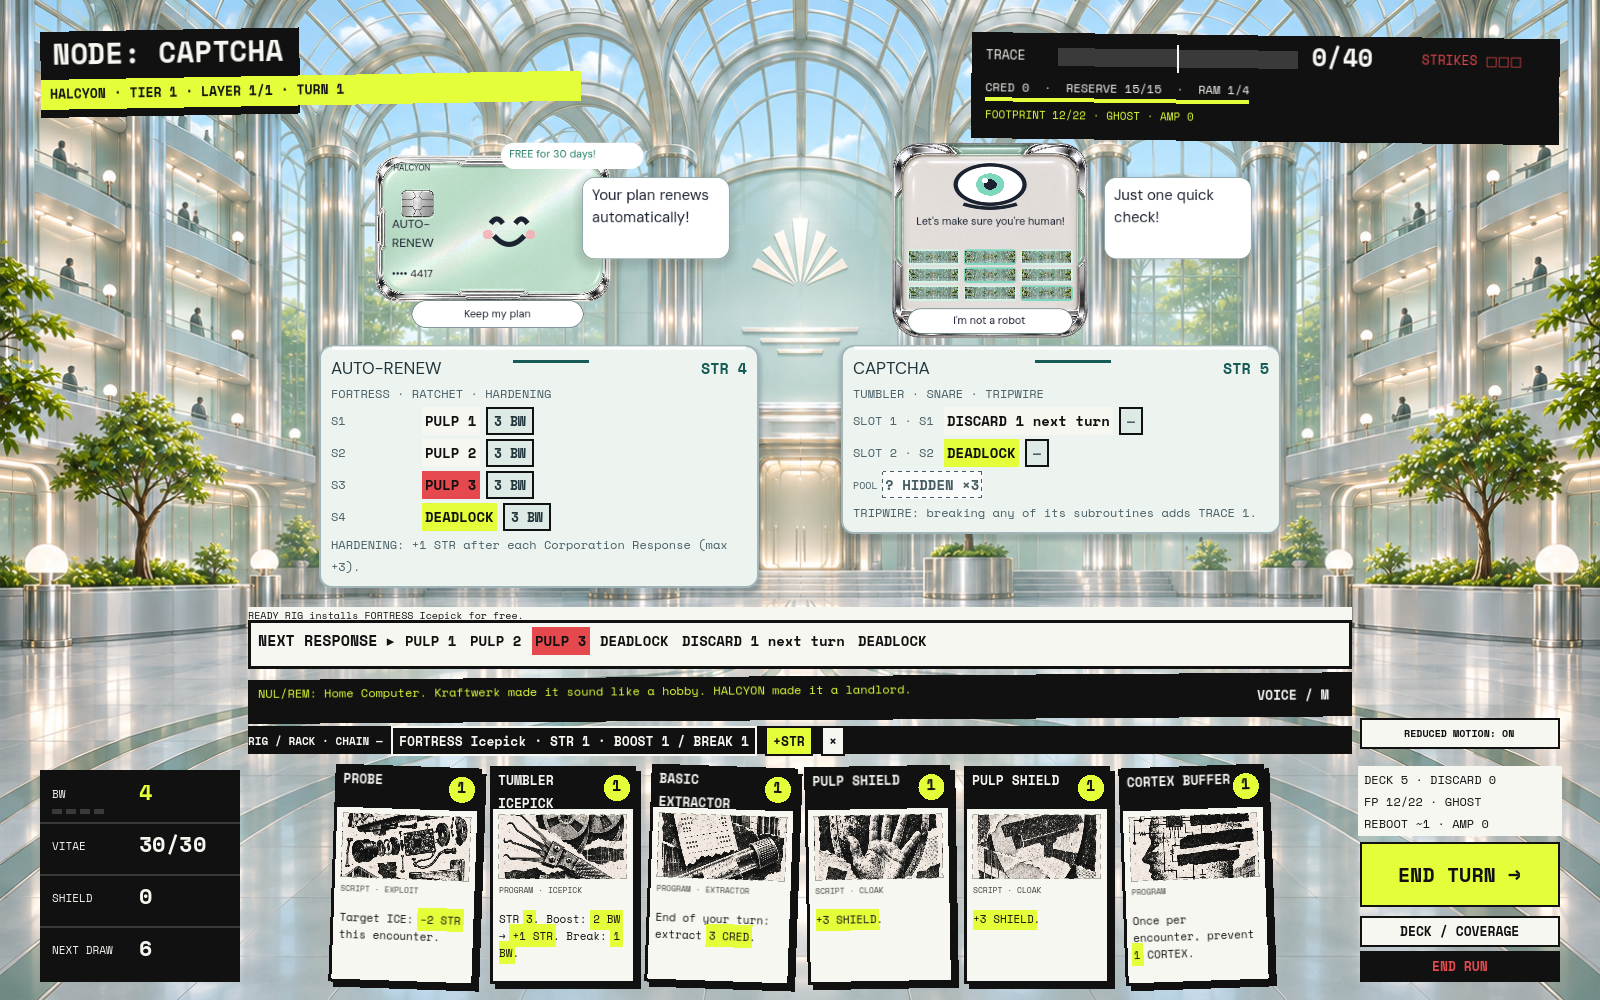 NODE: CAPTCHA
HALCYON · TIER 1 · LAYER 1/1 · TURN 1
TRACE 0/40 STRIKES □□□
CRED 0 · RESERVE 15/15 · RAM 1/4
FOOTPRINT 12/22 · GHOST · AMP 0
HALCYON
FREE for 30 days!
AUTO-
RENEW
•••• 4417
Keep my plan
Your plan renews
automatically!
Let's make sure you're human!
I'm not a robot
Just one quick
check!
AUTO-RENEW STR 4
FORTRESS · RATCHET · HARDENING
S1 PULP 1 3 BW
S2 PULP 2 3 BW
S3 PULP 3 3 BW
S4 DEADLOCK 3 BW
HARDENING: +1 STR after each Corporation Response (max
+3).
CAPTCHA STR 5
TUMBLER · SNARE · TRIPWIRE
SLOT 1 · S1 DISCARD 1 next turn —
SLOT 2 · S2 DEADLOCK —
POOL ? HIDDEN ×3
TRIPWIRE: breaking any of its subroutines adds TRACE 1.
READY RIG installs FORTRESS Icepick for free.
NEXT RESPONSE ▸ PULP 1 PULP 2 PULP 3 DEADLOCK DISCARD 1 next turn DEADLOCK
NUL/REM: Home Computer. Kraftwerk made it sound like a hobby. HALCYON made it a landlord.
VOICE / M
RIG / RACK · CHAIN — FORTRESS Icepick · STR 1 · BOOST 1 / BREAK 1 +STR ×
REDUCED MOTION: ON
BW 4
VITAE 30/30
SHIELD 0
NEXT DRAW 6
PROBE 1
SCRIPT · EXPLOIT
Target ICE: -2 STR
this encounter.
TUMBLER
ICEPICK 1
PROGRAM · ICEPICK
STR 3. Boost: 2 BW
→ +1 STR. Break: 1
BW.
BASIC
EXTRACTOR 1
PROGRAM · EXTRACTOR
End of your turn:
extract 3 CRED.
PULP SHIELD 1
SCRIPT · CLOAK
+3 SHIELD.
PULP SHIELD 1
SCRIPT · CLOAK
+3 SHIELD.
CORTEX BUFFER 1
PROGRAM
Once per
encounter, prevent
1 CORTEX.
DECK 5 · DISCARD 0
FP 12/22 · GHOST
REBOOT ~1 · AMP 0
END TURN →
DECK / COVERAGE
END RUN